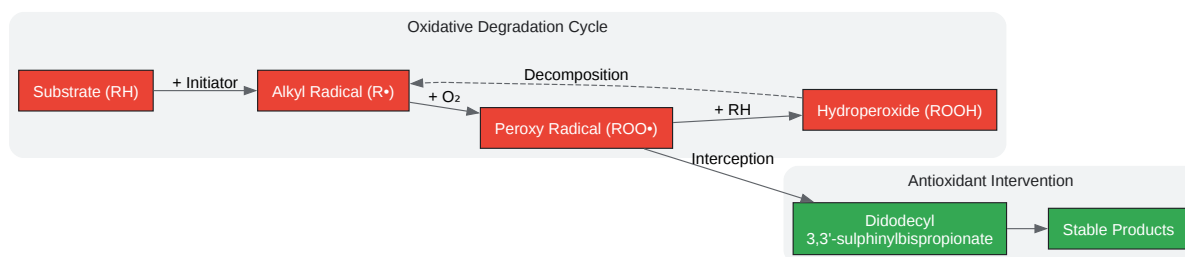 Oxidative Degradation Cycle
Substrate (RH)
+ Initiator
Alkyl Radical (R•)
+ O₂
Decomposition
Peroxy Radical (ROO•)
+ RH
Hydroperoxide (ROOH)
Interception
Antioxidant Intervention
Didodecyl
3,3'-sulphinylbispropionate
Stable Products